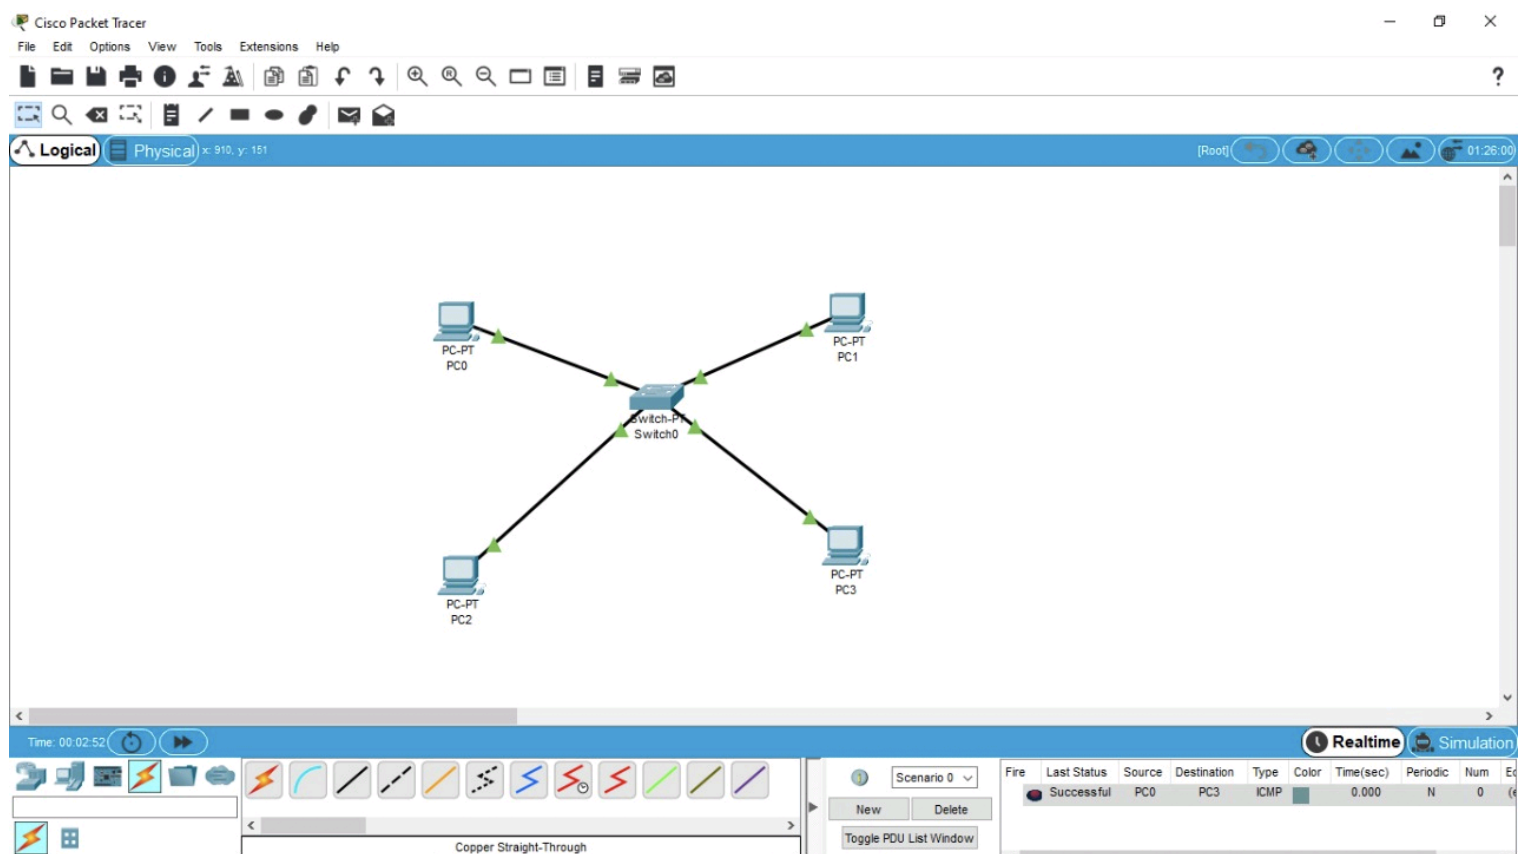 Cisco Packet Tracer
File Edit Options View Tools Extensions Help
?
Logical Physical x: 910, y: 151 [Root] 01:26:00
PC-PT
PC0
PC-PT
PC1
Switch-PT
Switch0
PC-PT
PC3
PC-PT
PC2
Time: 00:02:52 Realtime Simulation
Scenario 0
New Delete
Toggle PDU List Window
Fire Last Status Source Destination Type Color Time(sec) Periodic Num
Successful PC0 PC3 ICMP 0.000 N 0
Copper Straight-Through